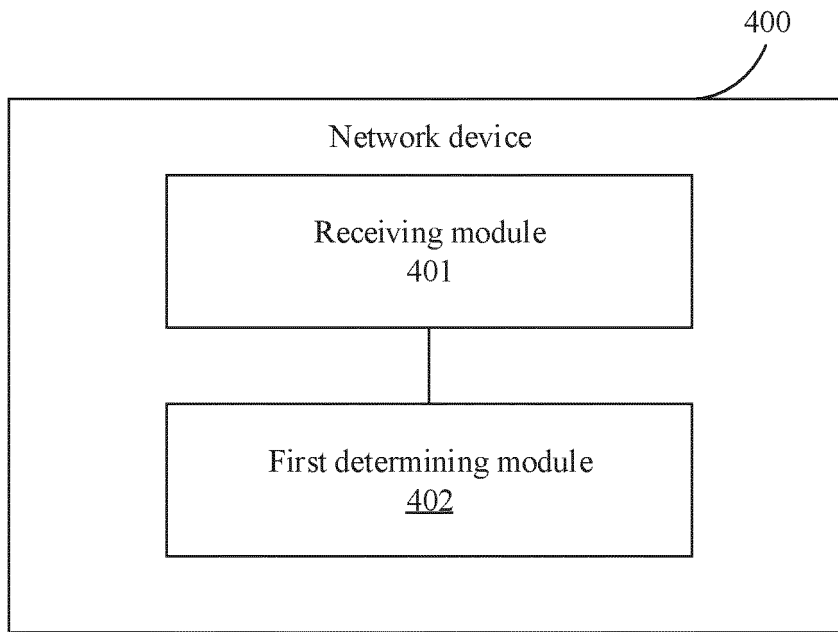 400
Network device
Receiving module
401
First determining module
402